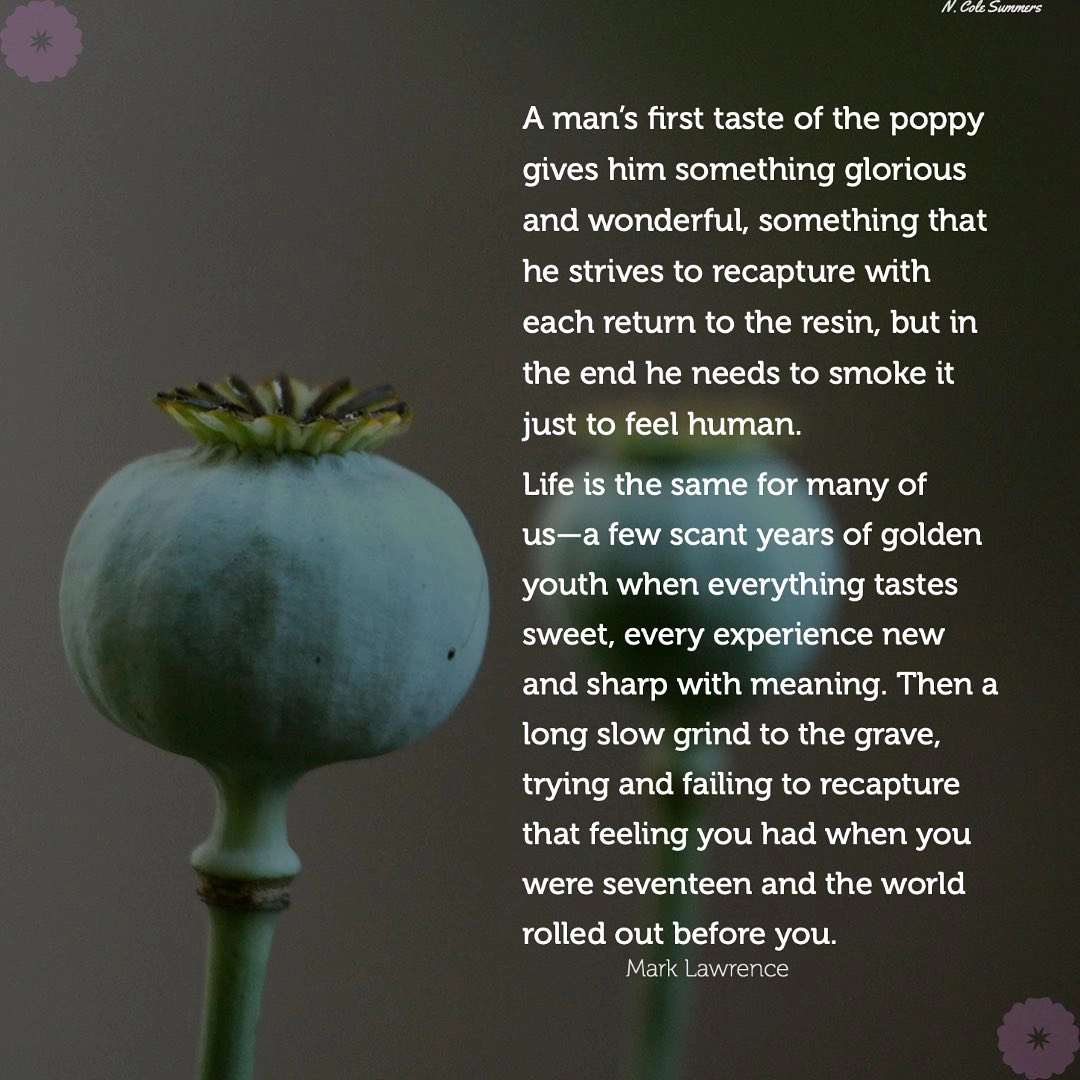 N. Cole Summers
A man’s first taste of the poppy
gives him something glorious
and wonderful, something that
he strives to recapture with
each return to the resin, but in
the end he needs to smoke it
just to feel human.
Life is the same for many of
us—a few scant years of golden
youth when everything tastes
sweet, every experience new
and sharp with meaning. Then a
long slow grind to the grave,
trying and failing to recapture
that feeling you had when you
were seventeen and the world
rolled out before you.
Mark Lawrence